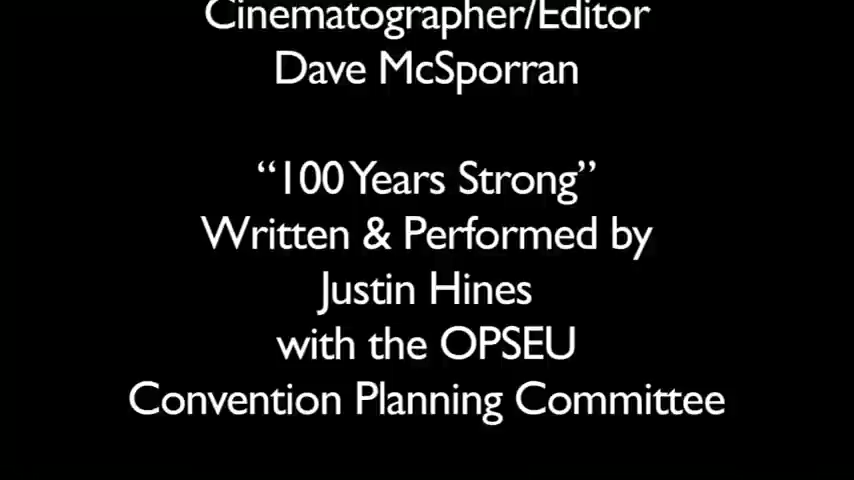 Cinematographer/Editor
Dave McSporran
“100 Years Strong”
Written & Performed by
Justin Hines
with the OPSEU
Convention Planning Committee